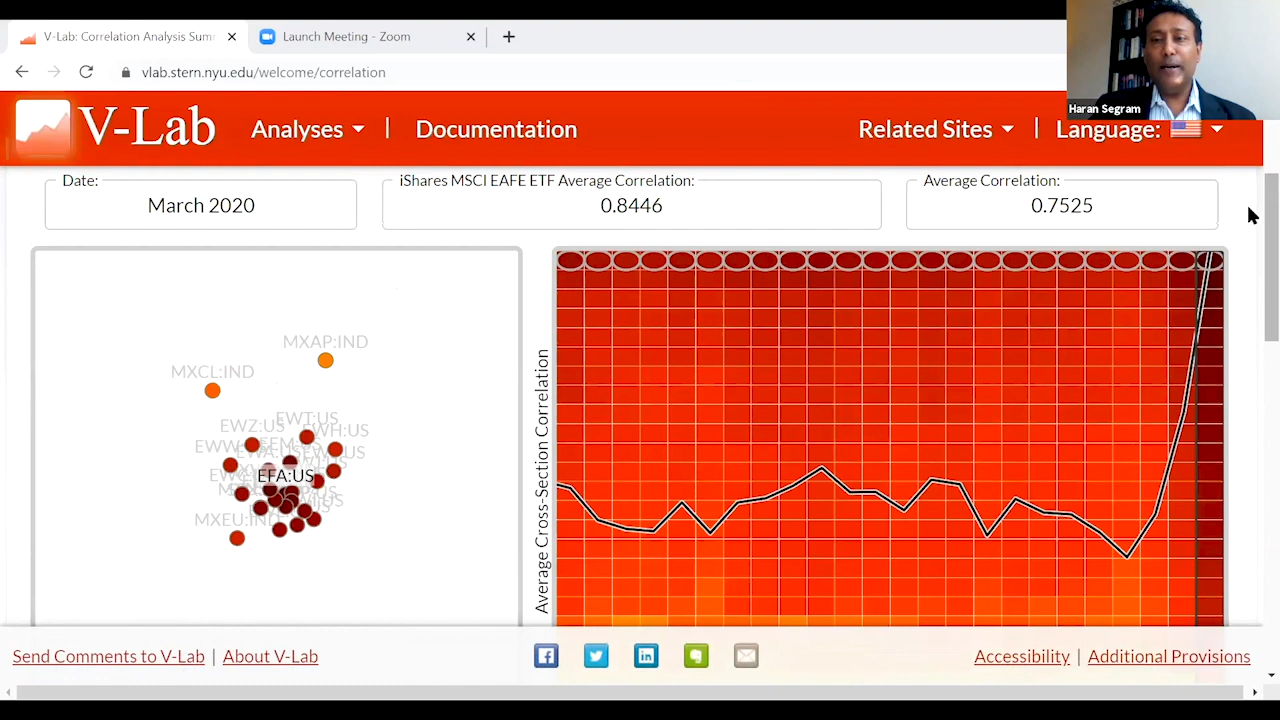 V-Lab: Correlation Analysis Sum
Launch Meeting - Zoom
vlab.stern.nyu.edu/welcome/correlation
Haran Segram
V-Lab
Analyses
Documentation
Related Sites
Language:
Date:
March 2020
iShares MSCI EAFE ETF Average Correlation:
0.8446
Average Correlation:
0.7525
MXAP:IND
MXCL:IND
EWT:US
EWZ:US
EWH:US
EFA:US
MXEU:IND
Average Cross-Section Correlation
Send Comments to V-Lab | About V-Lab
Accessibility | Additional Provisions